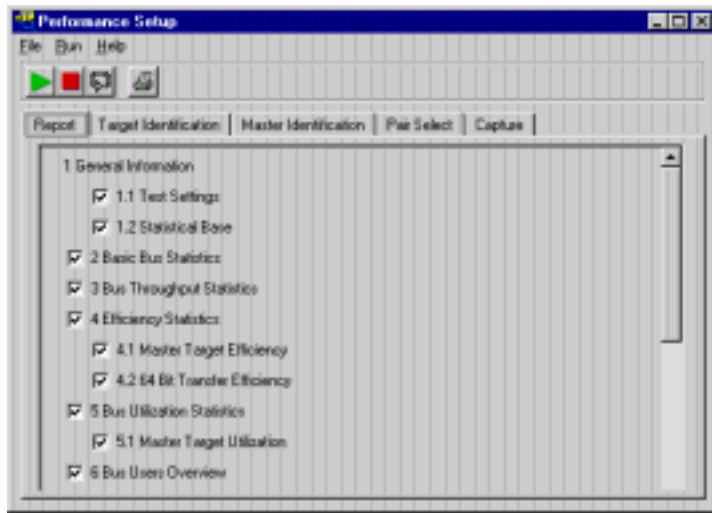 Performance Setup
File Run Help
Report Target Identification Master Identification Pair Select Capture
1 General Information
1.1 Test Settings
1.2 Statistical Base
2 Basic Bus Statistics
3 Bus Throughput Statistics
4 Efficiency Statistics
4.1 Master Target Efficiency
4.2 64 Bit Transfer Efficiency
5 Bus Utilization Statistics
5.1 Master Target Utilization
6 Bus Users Overview